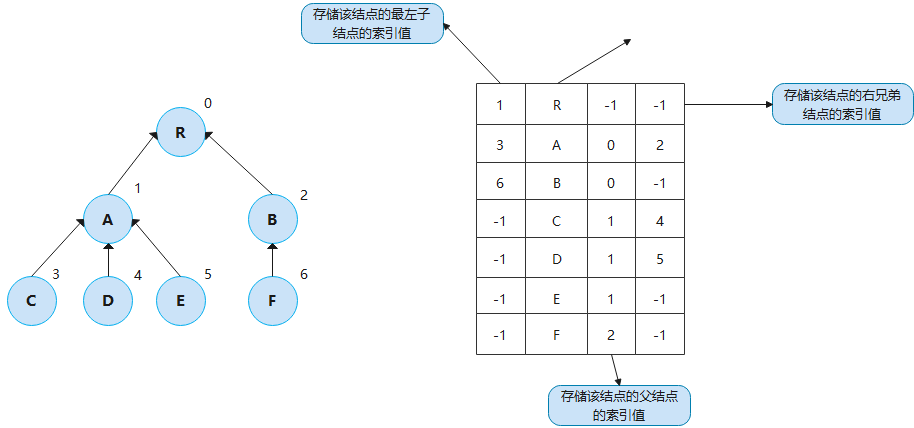 存储该结点的最左子
结点的索引值
0
R
1
A
2
B
3
C
4
D
5
E
6
F
1 R -1 -1
3 A 0 2
6 B 0 -1
-1 C 1 4
-1 D 1 5
-1 E 1 -1
-1 F 2 -1
存储该结点的右兄弟
结点的索引值
存储该结点的父结点
的索引值